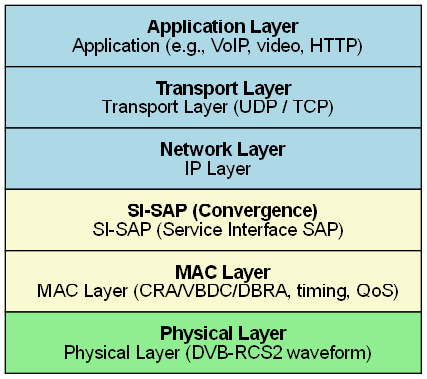 Application Layer
Application (e.g., VoIP, video, HTTP)
Transport Layer
Transport Layer (UDP / TCP)
Network Layer
IP Layer
SI-SAP (Convergence)
SI-SAP (Service Interface SAP)
MAC Layer
MAC Layer (CRA/VBDC/DBRA, timing, QoS)
Physical Layer
Physical Layer (DVB-RCS2 waveform)